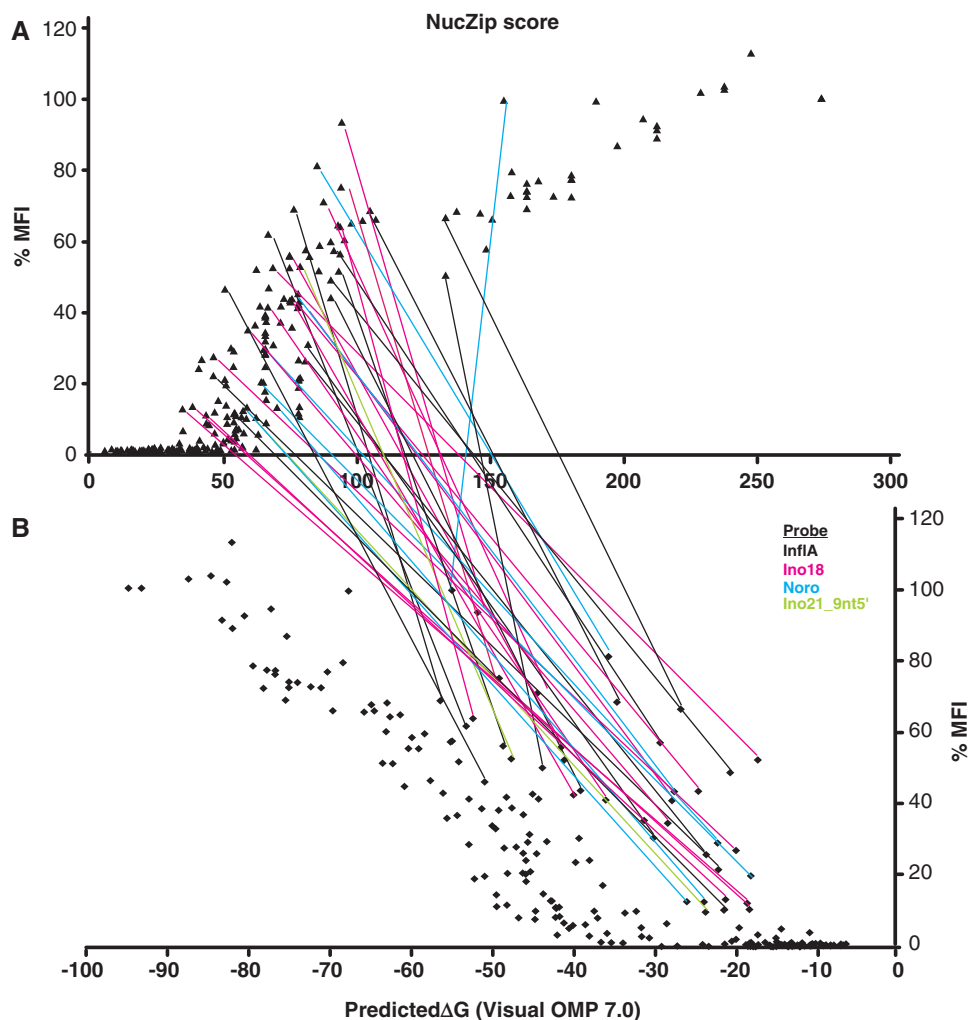 A
NucZip score
120
100
80
60
40
20
0
% MFI
0 50 100 150 200 250 300
B
Probe
InflA
Ino18
Noro
Ino21_9nt5'
120
100
80
60
40
20
0
% MFI
-100 -90 -80 -70 -60 -50 -40 -30 -20 -10 0
PredictedΔG (Visual OMP 7.0)